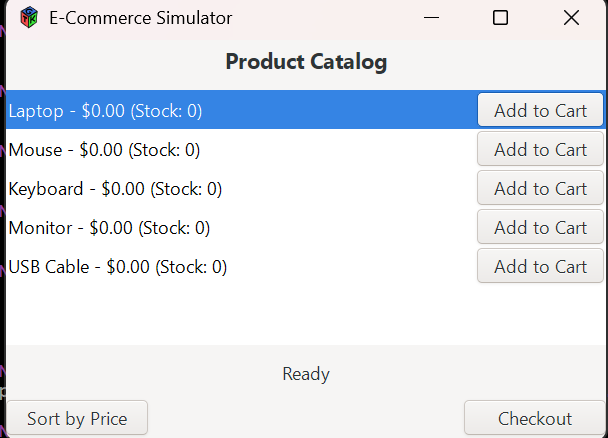 E-Commerce Simulator
Product Catalog
Laptop - $0.00 (Stock: 0) Add to Cart
Mouse - $0.00 (Stock: 0) Add to Cart
Keyboard - $0.00 (Stock: 0) Add to Cart
Monitor - $0.00 (Stock: 0) Add to Cart
USB Cable - $0.00 (Stock: 0) Add to Cart
Ready
Sort by Price Checkout